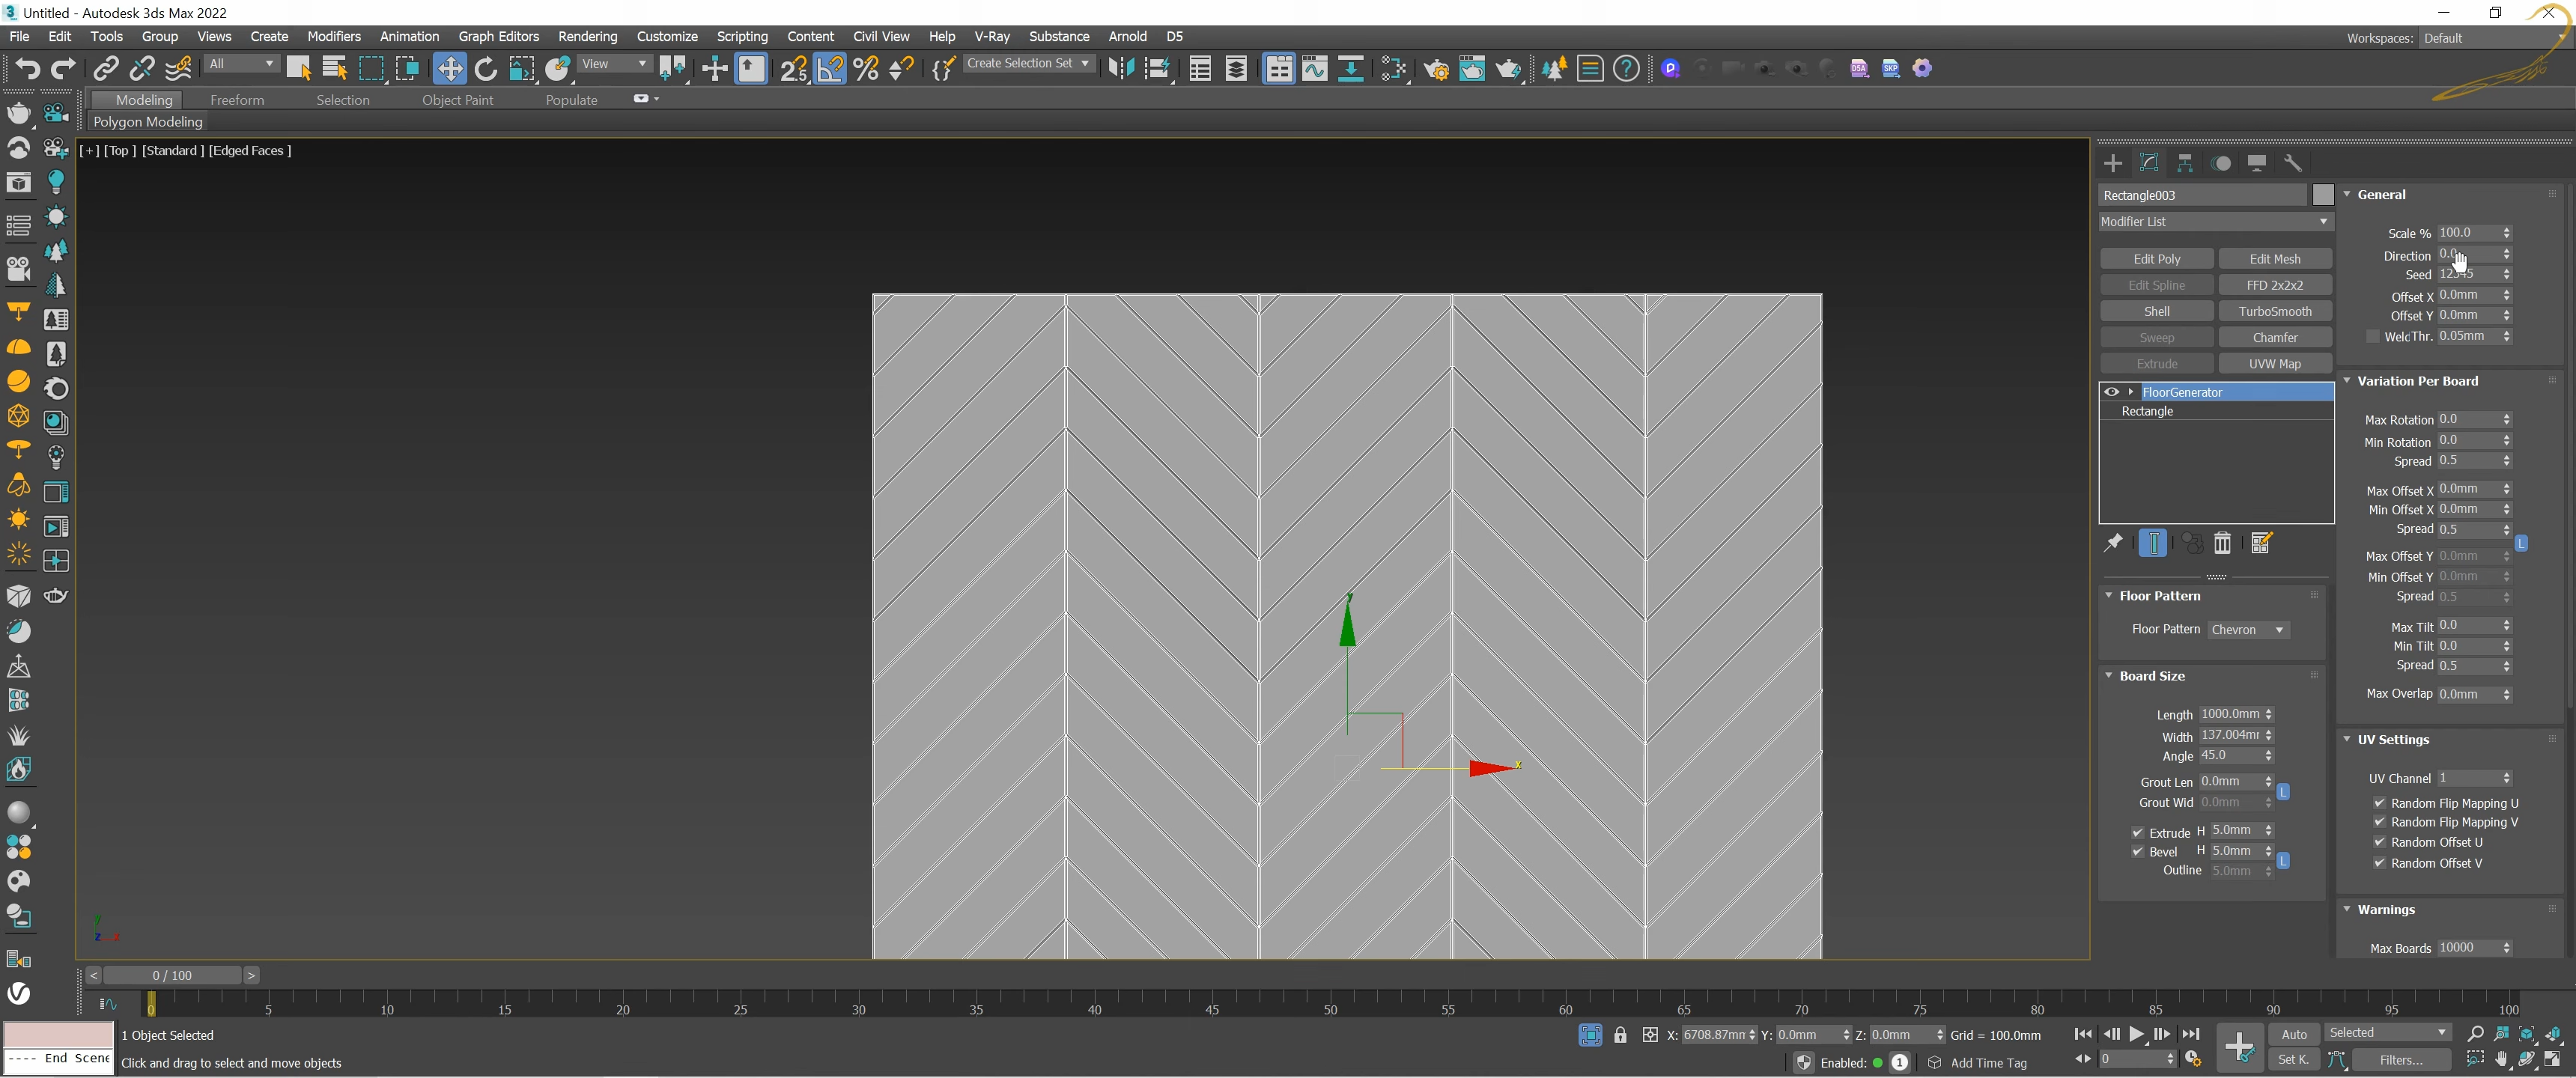 Untitled - Autodesk 3ds Max 2022
File Edit Tools Group Views Create Modifiers Animation Graph Editors Rendering Customize Scripting Content Civil View Help V-Ray Substance Arnold D5
Workspaces: Default
All View Create Selection Set
Modeling Freeform Selection Object Paint Populate
Polygon Modeling
[+] [Top ] [Standard ] [Edged Faces ]
y
x
y
z x
Rectangle003
Modifier List
Edit Poly Edit Mesh
Edit Spline FFD 2x2x2
Shell TurboSmooth
Sweep Chamfer
Extrude UVW Map
FloorGenerator
Rectangle
Floor Pattern
Floor Pattern Chevron
Board Size
Length 1000.0mm
Width 137.004mr
Angle 45.0
Grout Len 0.0mm
Grout Wid 0.0mm
L
Extrude H 5.0mm
Bevel H 5.0mm
Outline 5.0mm
L
General
Scale % 100.0
Direction 0.0
Seed 12345
Offset X 0.0mm
Offset Y 0.0mm
WelcThr. 0.05mm
Variation Per Board
Max Rotation 0.0
Min Rotation 0.0
Spread 0.5
Max Offset X 0.0mm
Min Offset X 0.0mm
Spread 0.5
L
Max Offset Y 0.0mm
Min Offset Y 0.0mm
Spread 0.5
Max Tilt 0.0
Min Tilt 0.0
Spread 0.5
Max Overlap 0.0mm
UV Settings
UV Channel 1
Random Flip Mapping U
Random Flip Mapping V
Random Offset U
Random Offset V
Warnings
Max Boards 10000
< 0 / 100 >
0 5 10 15 20 25 30 35 40 45 50 55 60 65 70 75 80 85 90 95 100
1 Object Selected
X: 6708.87mr Y: 0.0mm Z: 0.0mm Grid = 100.0mm
Auto Selected
---- End Scene
Click and drag to select and move objects
Enabled: 1 Add Time Tag
0
Set K. Filters...